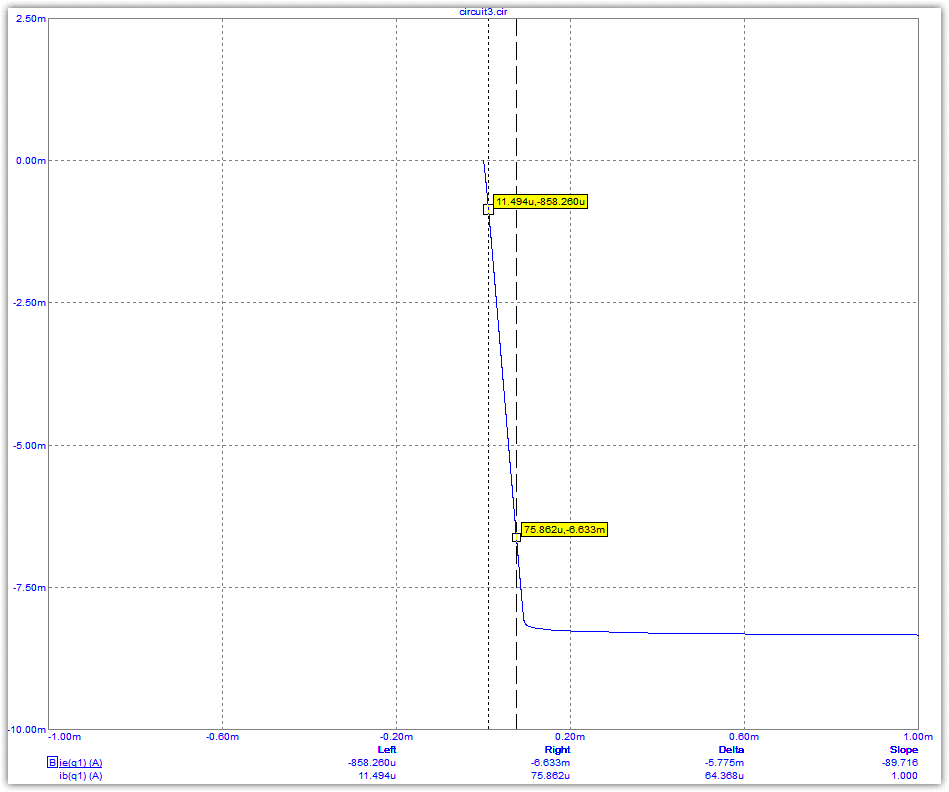 circuit3.cir
2.50m
0.00m
11.494u,-858.260u
-2.50m
-5.00m
75.862u,-6.633m
-7.50m
-10.00m
-1.00m -0.60m -0.20m 0.20m 0.60m 1.00m
Left Right Delta Slope
B ie(q1) (A) -858.260u -6.633m -5.775m -89.716
ib(q1) (A) 11.494u 75.862u 64.368u 1.000